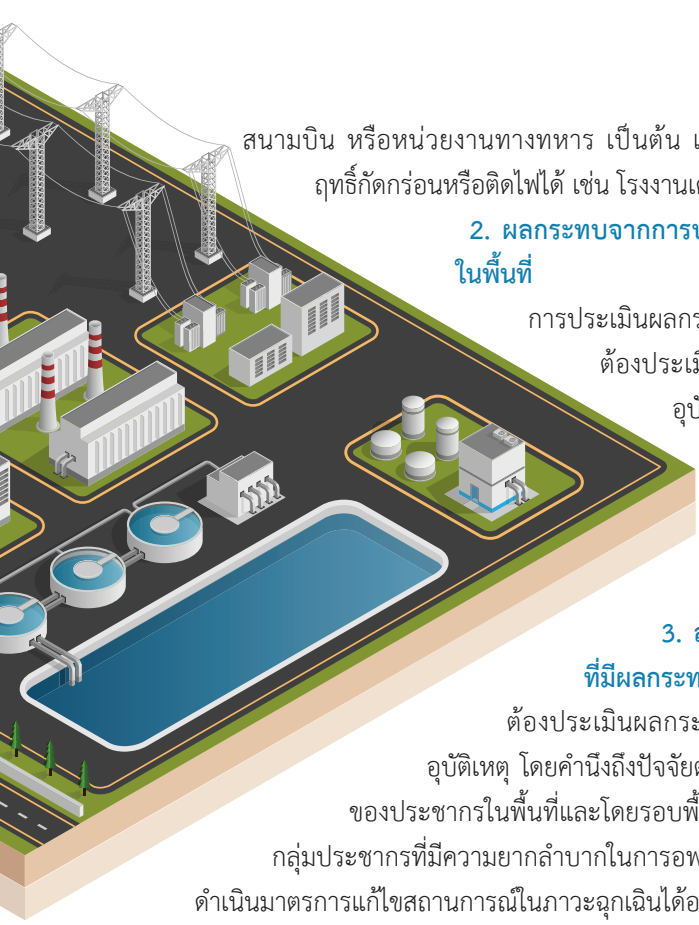 สนามบิน หรือหน่วยงานทางทหาร เป็นต้น
ฤทธิ์กัดกร่อนหรือติดไฟได้ เช่น
2. ผลกระทบจากการ
ในพื้นที่
การประเมินผลกร
ต้องประเมิ
อุบั
3.
ที่มีผลกระท
ต้องประเมินผลกระ
อุบัติเหตุ โดยคำนึงถึงปัจจัย
ของประชากรในพื้นที่และโดยรอบพื้
กลุ่มประชากรที่มีความยากลำบากในการอพ
ดำเนินมาตรการแก้ไขสถานการณ์ในภาวะฉุกเฉินได้